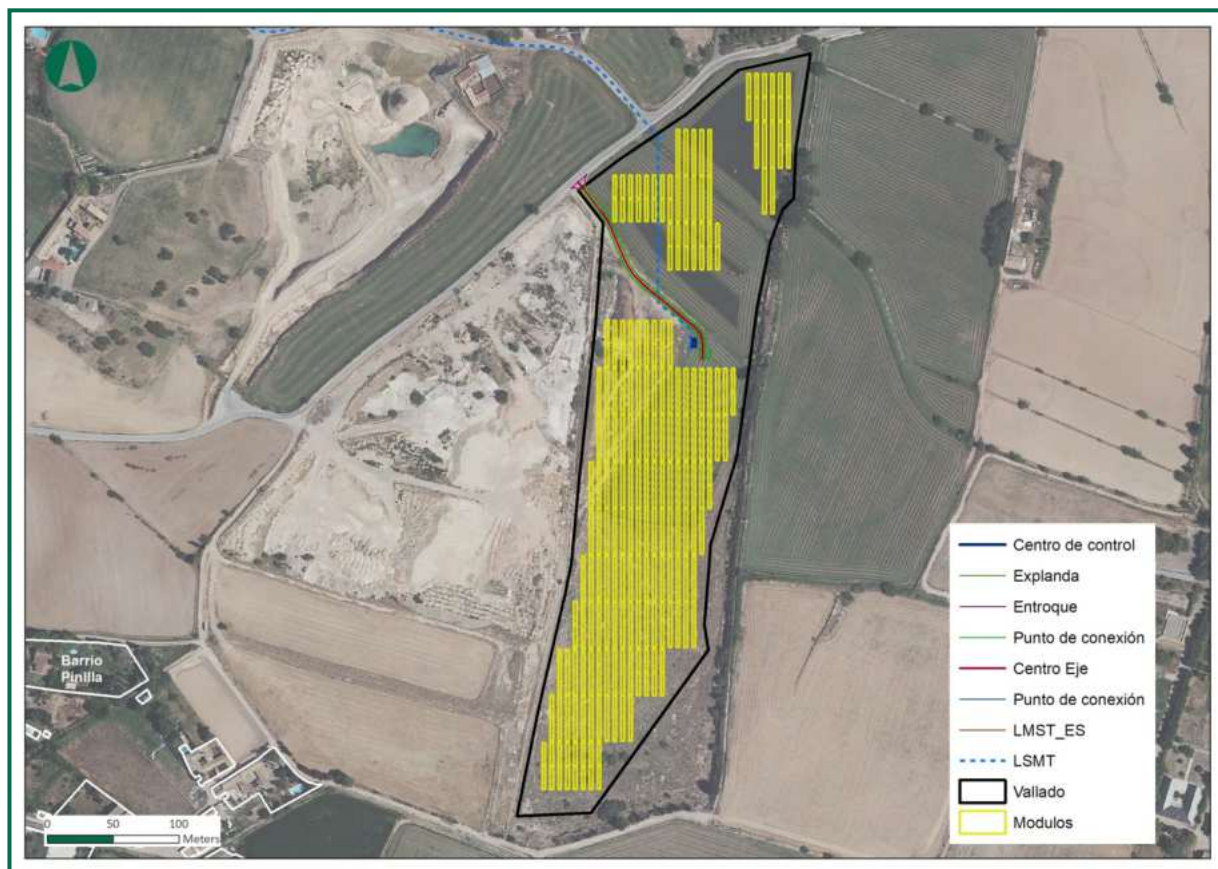 Centro de control
Explanda
Entroque
Punto de conexión
Centro Eje
Punto de conexión
LMST_ES
LSMT
Vallado
Modulos
Barrio
Pinilla
0 50 100
Meters